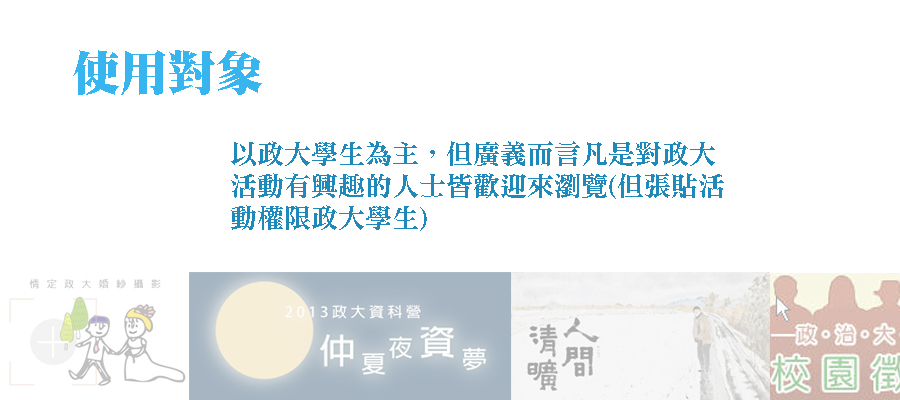 使用對象
以政大學生為主，但廣義而言凡是對政大
活動有興趣的人士皆歡迎來瀏覽(但張貼活
動權限政大學生)
情定政大婚紗攝影
2013政大資科營
仲夏夜資夢
人間
清曠
政·治·大
校園徵